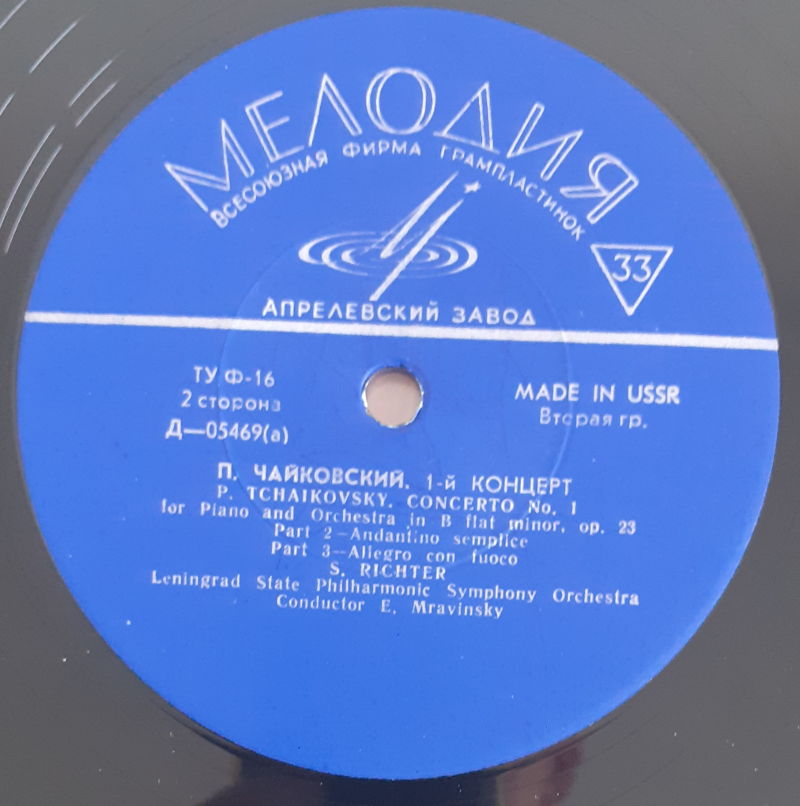 МЕЛОДИЯ
ВСЕСОЮЗНАЯ ФИРМА ГРАМПЛАСТИНОК
33
АПРЕЛЕВСКИЙ ЗАВОД
ТУ Ф-16
2 сторона
Д—05469(а)
MADE IN USSR
Вторая гр.
П. ЧАЙКОВСКИЙ. 1-й КОНЦЕРТ
P. TCHAIKOVSKY. CONCERTO No. 1
for Piano and Orchestra in B flat minor, op. 23
Part 2—Andantino semplice
Part 3—Allegro con fuoco
S. RICHTER
Leningrad State Philharmonic Symphony Orchestra
Conductor E. Mravinsky